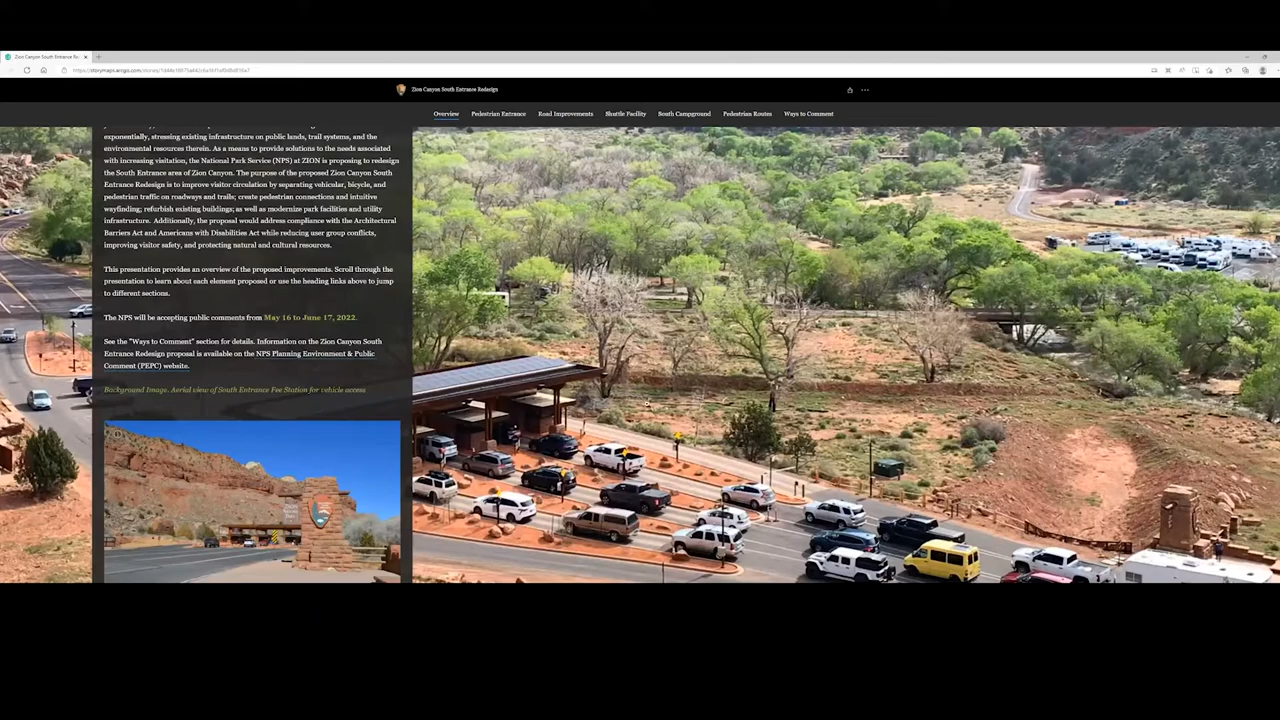 Zion Canyon South Entrance Re
Zion Canyon South Entrance Redesign
Overview Pedestrian Entrance Road Improvements Shuttle Facility South Campground Pedestrian Routes Ways to Comment
exponentially, stressing existing infrastructure on public lands, trail systems, and the
environmental resources therein. As a means to provide solutions to the needs associated
with increasing visitation, the National Park Service (NPS) at ZION is proposing to redesign
the South Entrance area of Zion Canyon. The purpose of the proposed Zion Canyon South
Entrance Redesign is to improve visitor circulation by separating vehicular, bicycle, and
pedestrian traffic on roadways and trails; create pedestrian connections and intuitive
wayfinding; refurbish existing buildings; as well as modernize park facilities and utility
infrastructure. Additionally, the proposal would address compliance with the Architectural
Barriers Act and Americans with Disabilities Act while reducing user group conflicts,
improving visitor safety, and protecting natural and cultural resources.
This presentation provides an overview of the proposed improvements. Scroll through the
presentation to learn about each element proposed or use the heading links above to jump
to different sections.
The NPS will be accepting public comments from May 16 to June 17, 2022.
See the "Ways to Comment" section for details. Information on the Zion Canyon South
Entrance Redesign proposal is available on the NPS Planning Environment & Public
Comment (PEPC) website.
Background Image. Aerial view of South Entrance Fee Station for vehicle access